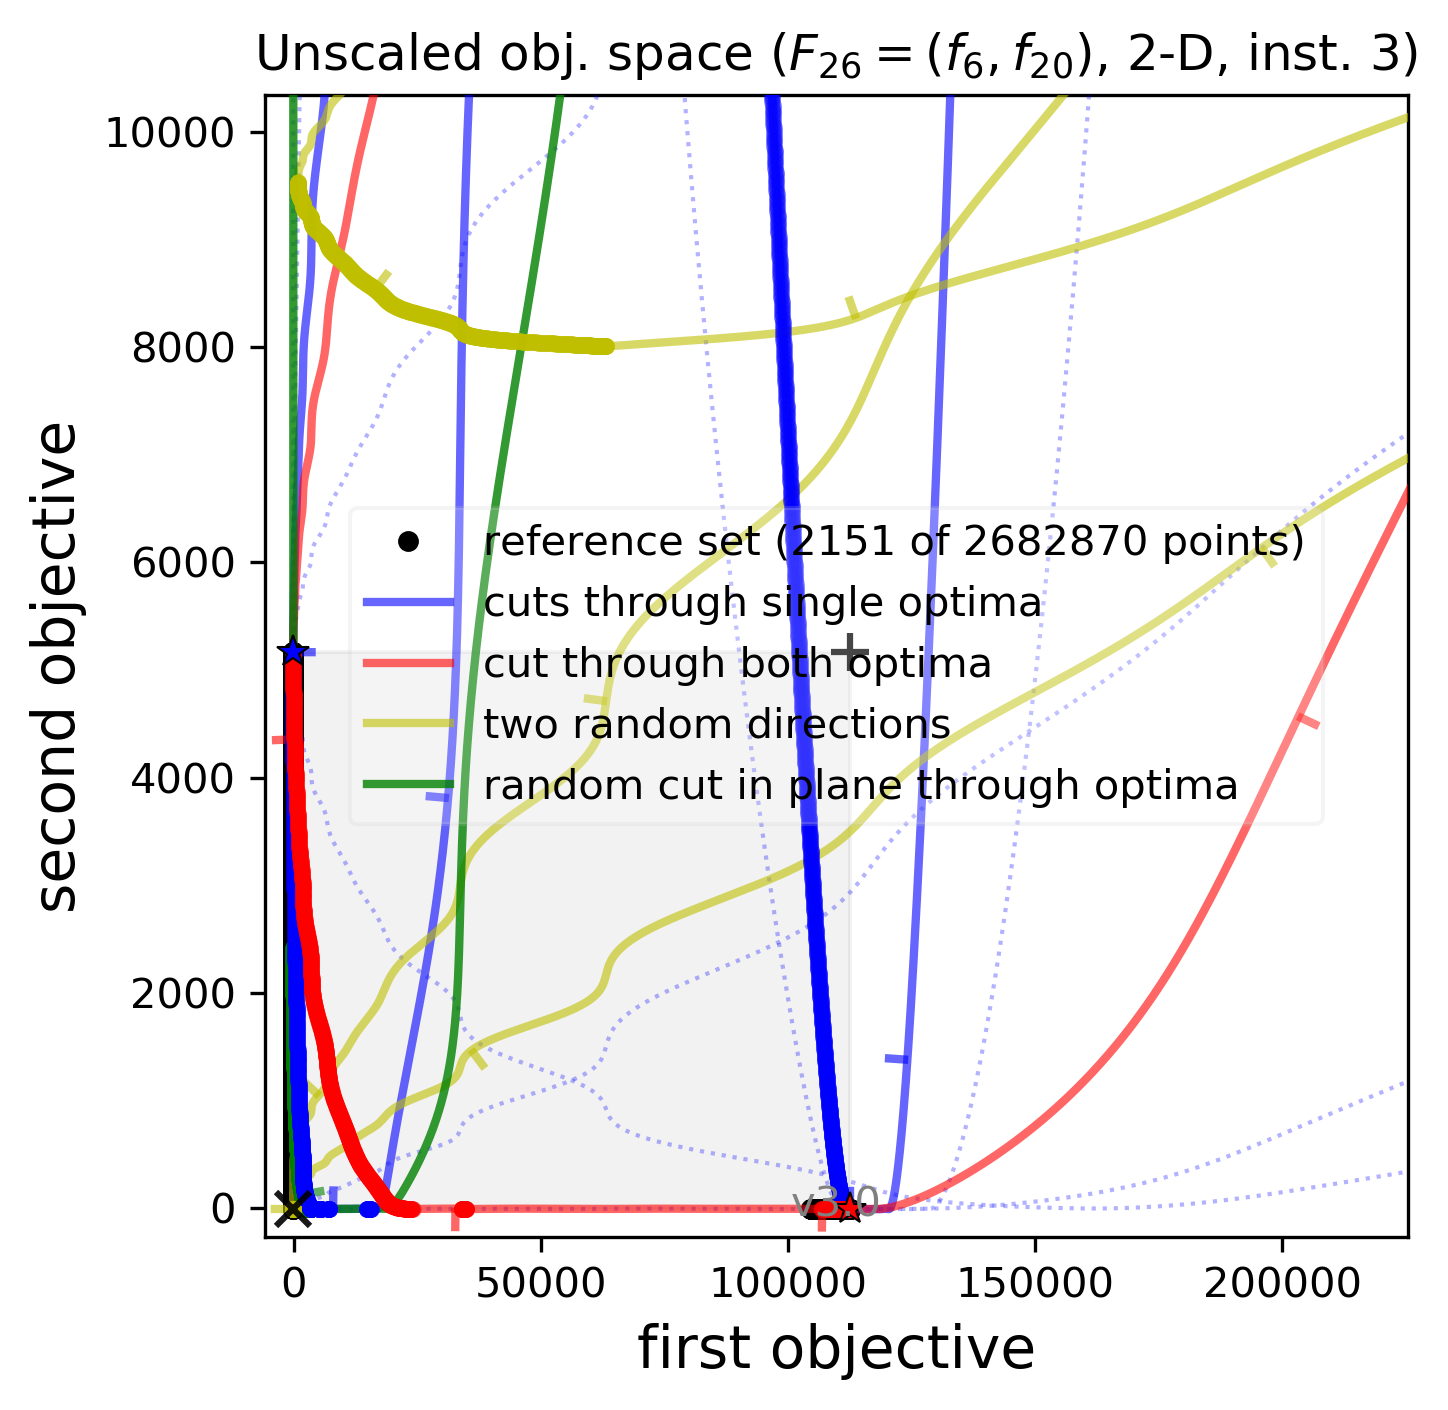 Unscaled obj. space (F26 = (f6, f20), 2-D, inst. 3)
10000
8000
6000
4000
2000
0
second objective
reference set (2151 of 2682870 points)
cuts through single optima
cut through both optima
two random directions
random cut in plane through optima
v3.0
0
50000
100000
150000
200000
first objective